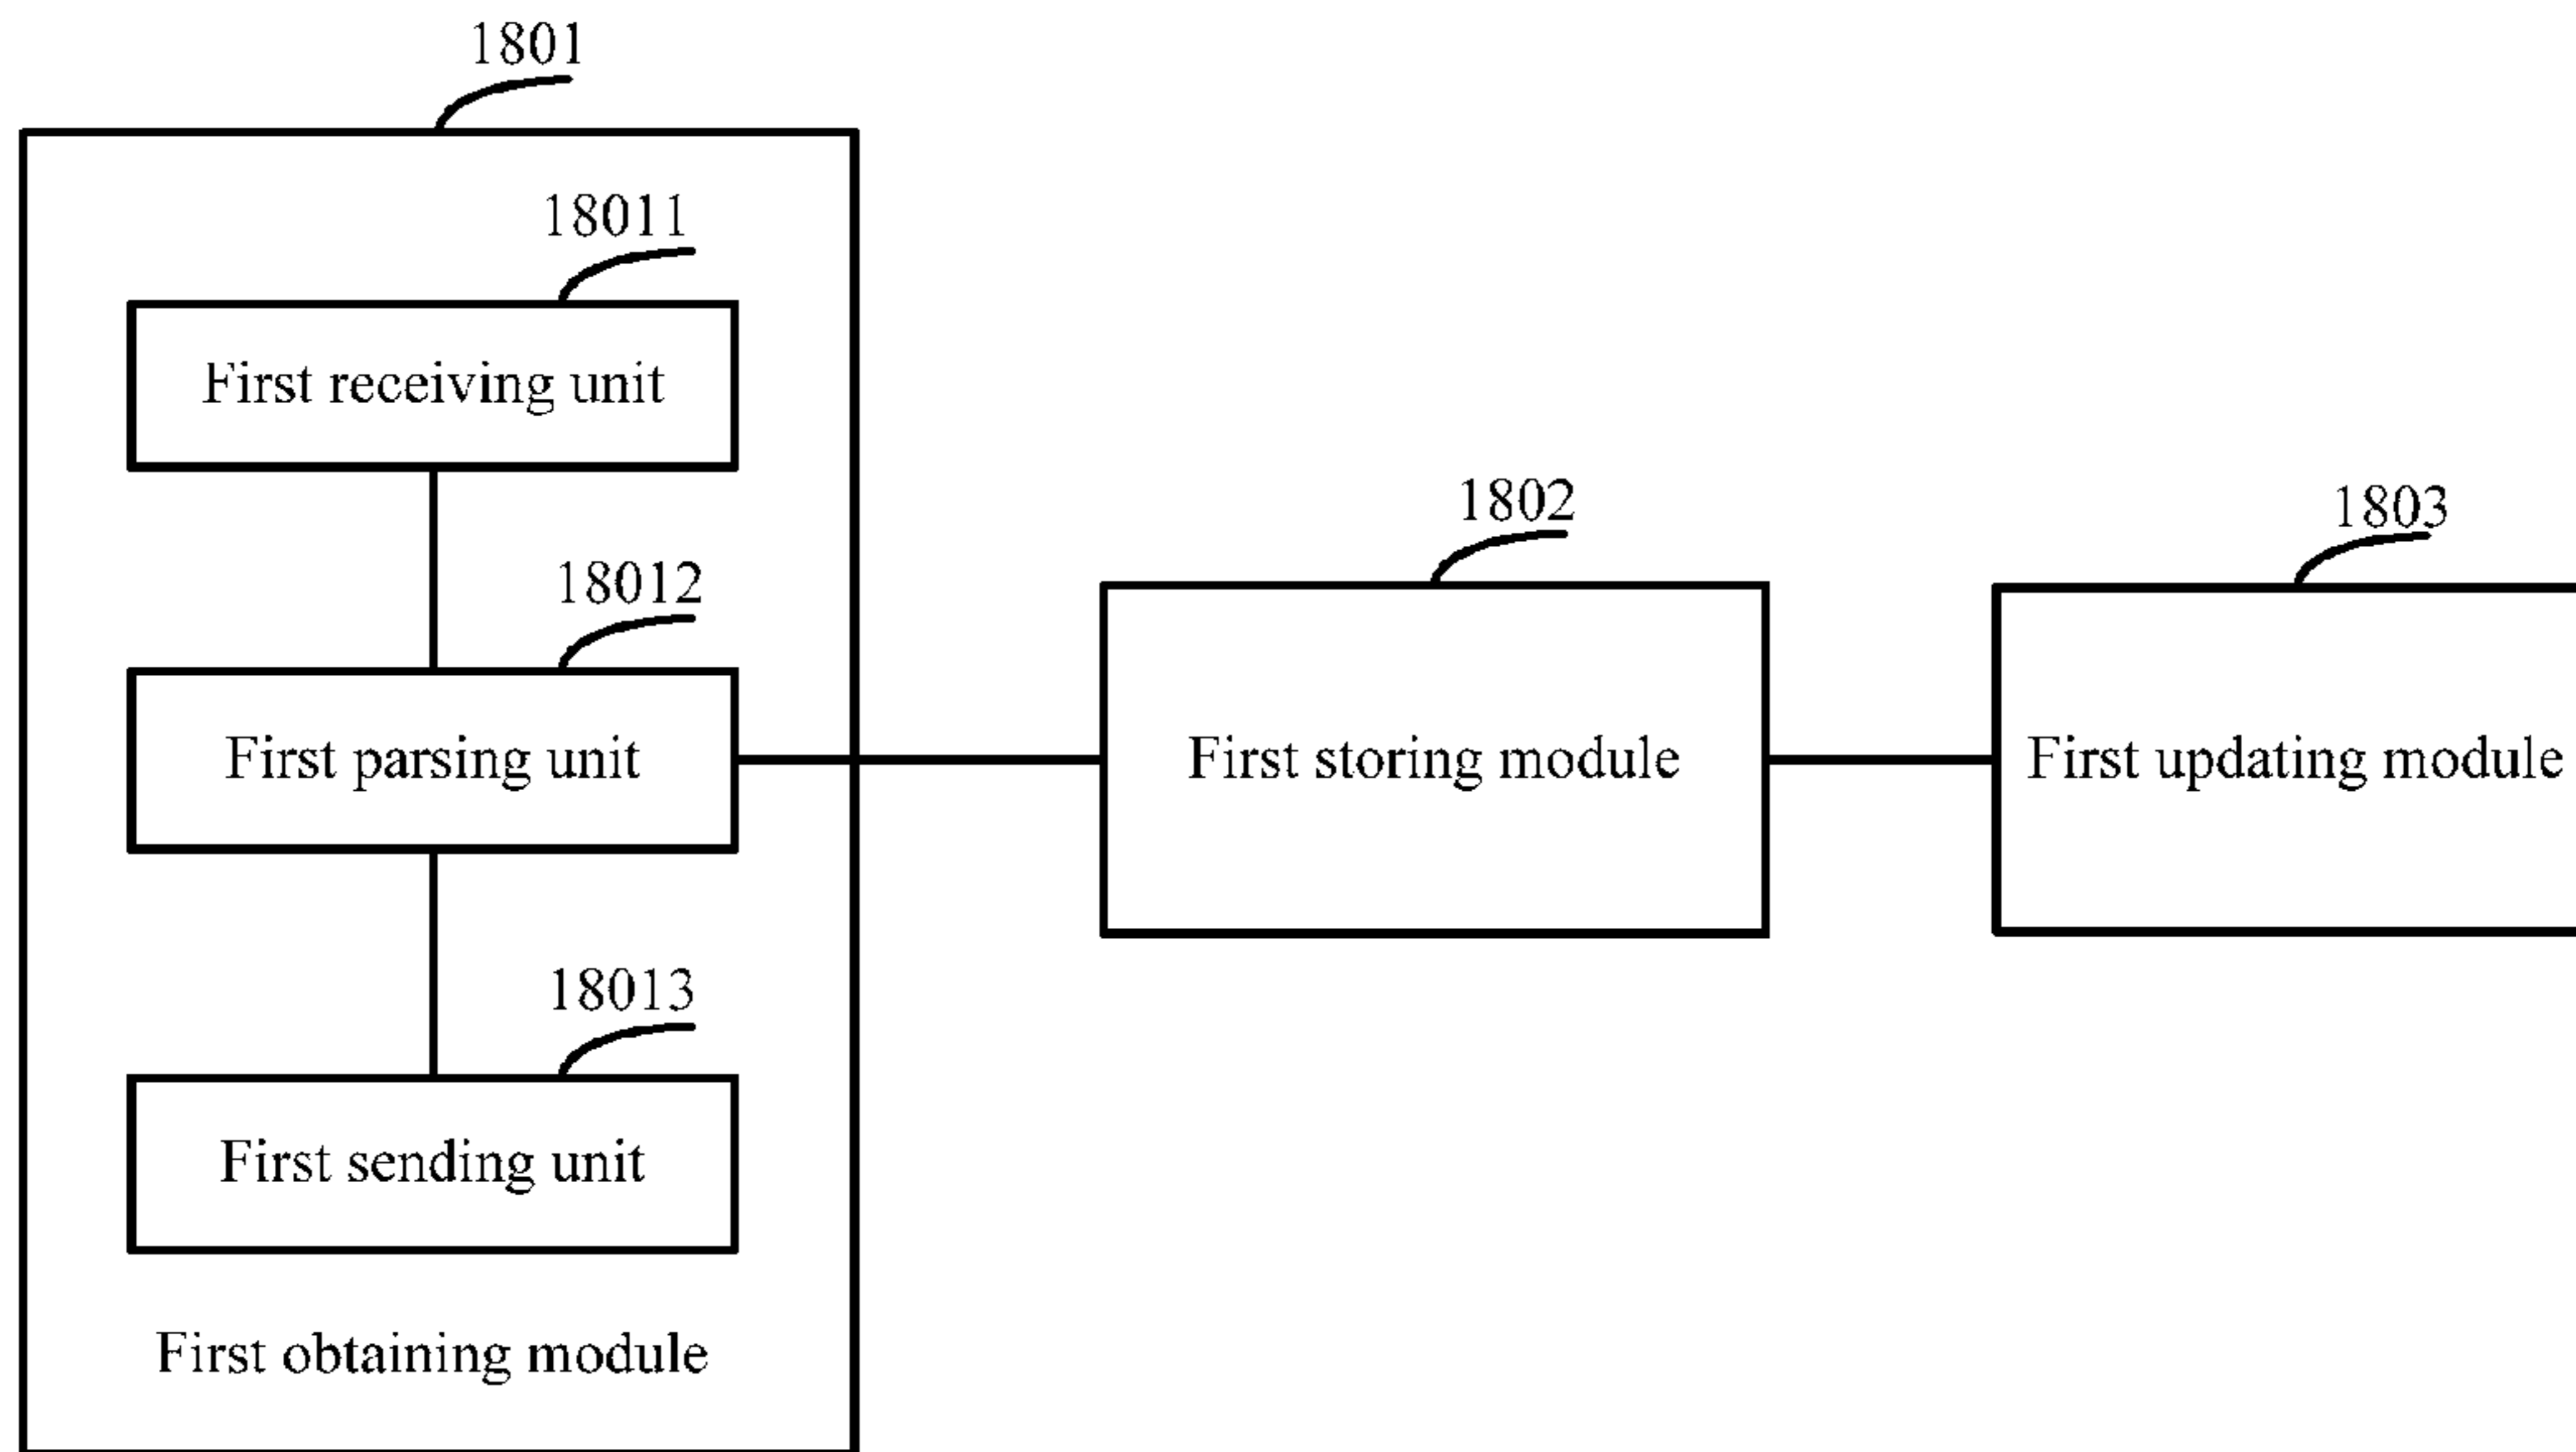 1801
18011
First receiving unit
18012
First parsing unit
18013
First sending unit
First obtaining module
1802
First storing module
1803
First updating module